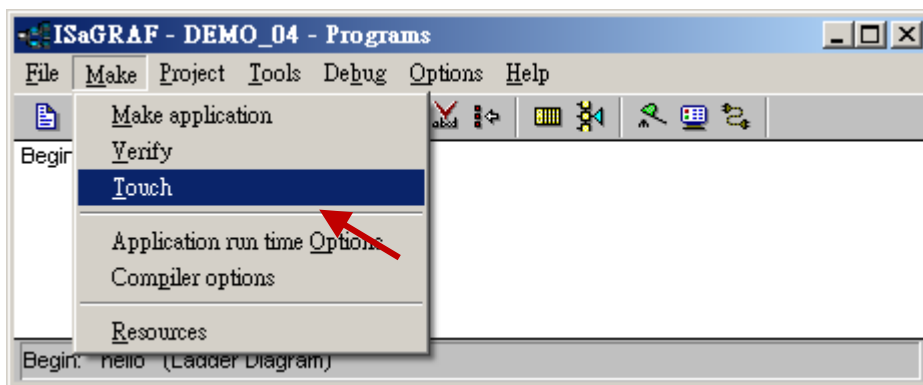 ISaGRAF - DEMO_04 - Programs
File Make Project Tools Debug Options Help
Make application
Verify
Touch
Application run time Options
Compiler options
Resources
Begin: hello (Ladder Diagram)